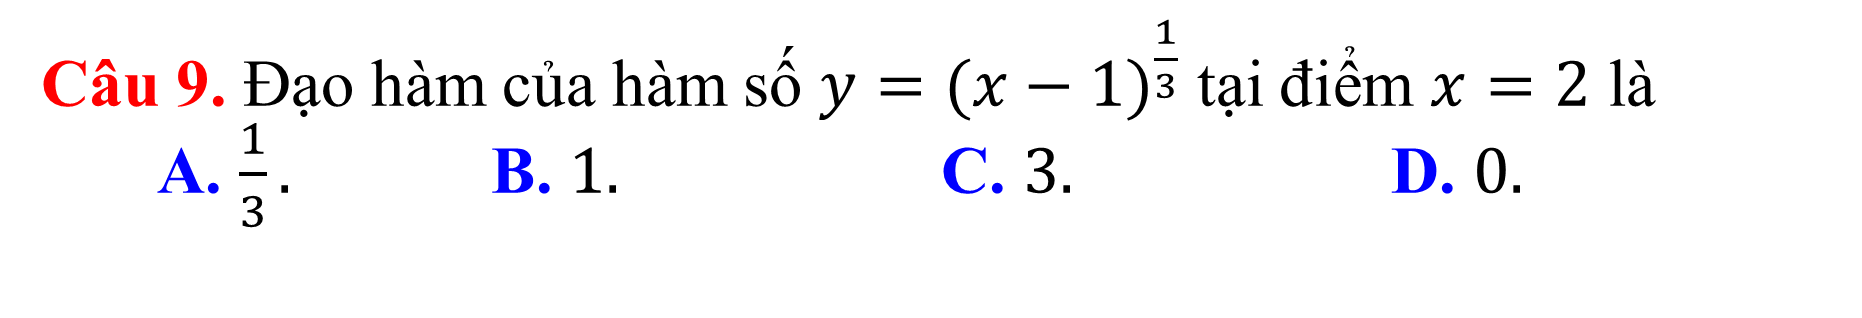 Câu 9. Đạo hàm của hàm số y = (x − 1)^{1/3} tại điểm x = 2 là
A. 1/3. B. 1. C. 3. D. 0.